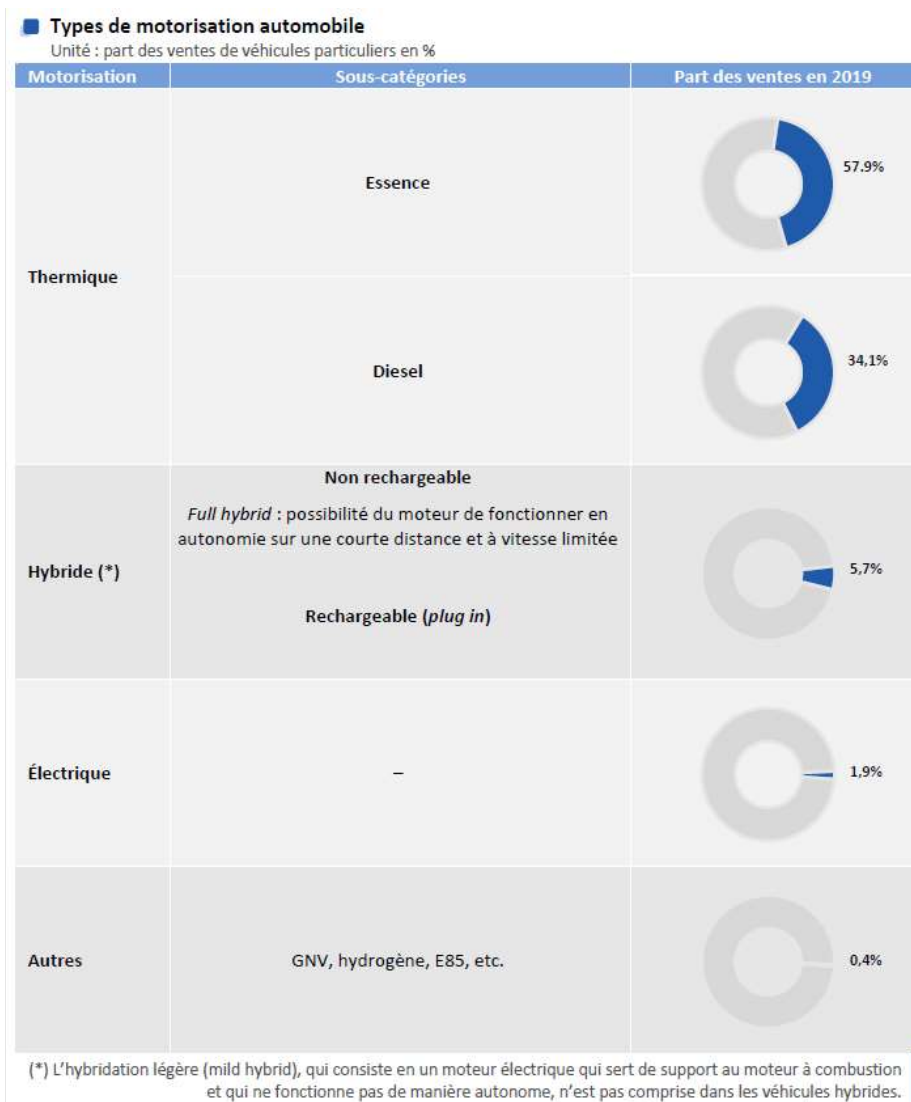 Types de motorisation automobile
Unité : part des ventes de véhicules particuliers en %
Motorisation Sous-catégories Part des ventes en 2019
Thermique
Essence
57.9%
Diesel
34,1%
Hybride (*)
Non rechargeable
Full hybrid : possibilité du moteur de fonctionner en
autonomie sur une courte distance et à vitesse limitée
Rechargeable (plug in)
5,7%
Électrique
–
1,9%
Autres
GNV, hydrogène, E85, etc.
0,4%
(*) L'hybridation légère (mild hybrid), qui consiste en un moteur électrique qui sert de support au moteur à combustion
et qui ne fonctionne pas de manière autonome, n'est pas comprise dans les véhicules hybrides.